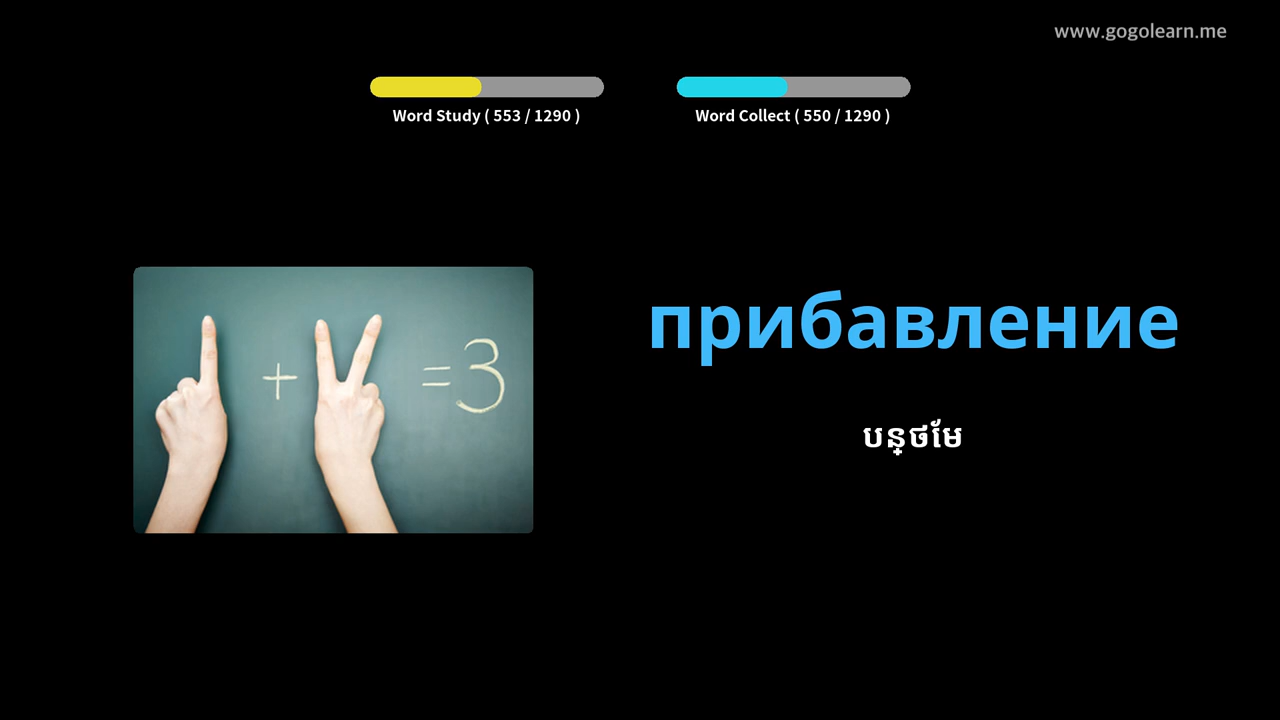 www.gogolearn.me
Word Study ( 553 / 1290 )
Word Collect ( 550 / 1290 )
+ =3
прибавление
បន្ថមែ